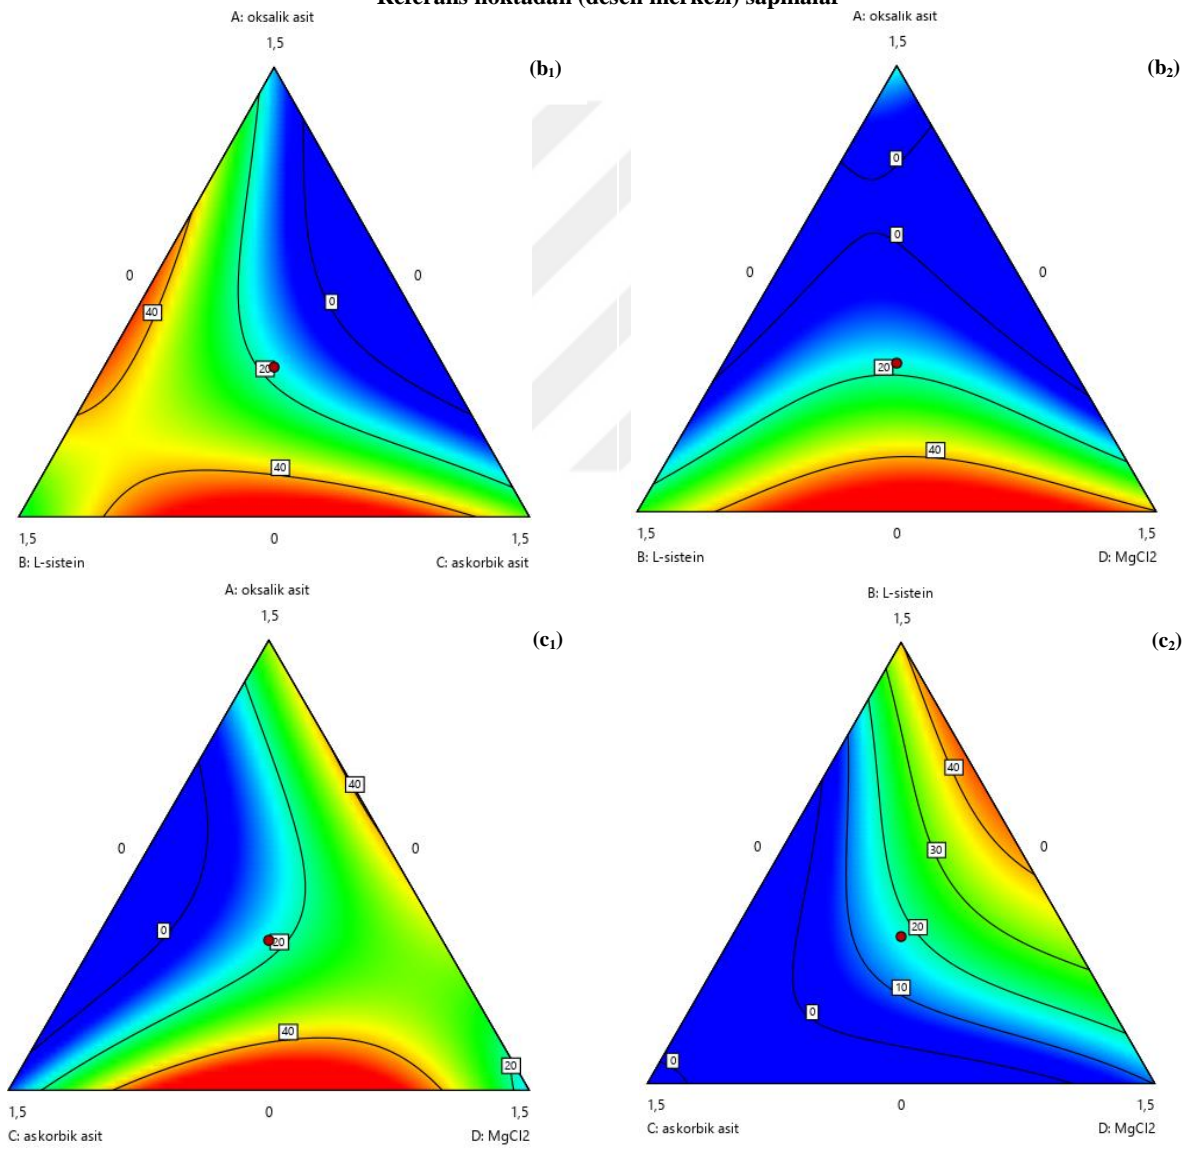 Referans noktadan (desen merkezi) sapmalar
A: oksalik asit
1,5
(b1)
0
0
40
0
20
40
1,5
0
1,5
B: L-sistein
C: askorbik asit
A: oksalik asit
1,5
(b2)
0
0
0
0
20
40
1,5
0
1,5
B: L-sistein
D: MgCl2
A: oksalik asit
1,5
(c1)
40
0
0
0
20
40
20
1,5
0
1,5
C: askorbik asit
D: MgCl2
B: L-sistein
1,5
(c2)
40
0
0
30
20
10
0
0
1,5
0
1,5
C: askorbik asit
D: MgCl2